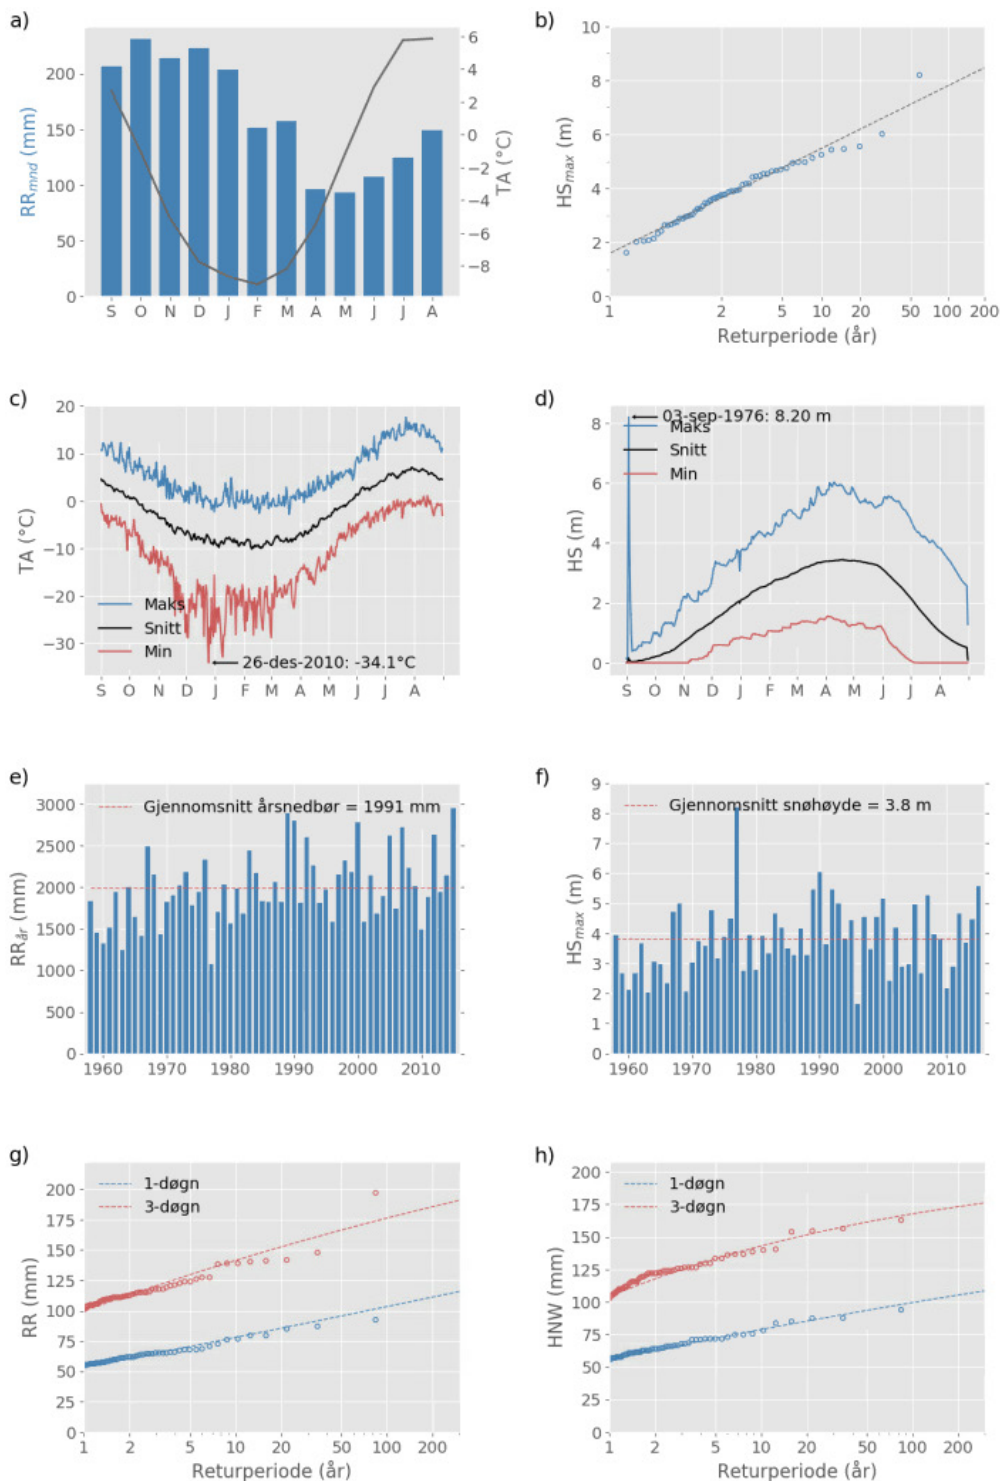 a)
RR_mnd (mm)
200
150
100
50
0
6
4
2
0
−2
−4
−6
−8
TA (°C)
S O N D J F M A M J J A
b)
HS_max (m)
10
8
6
4
2
0
1 2 5 10 20 50 100 200
Returperiode (år)
c)
TA (°C)
20
10
0
−10
−20
−30
Maks
Snitt
Min
26-des-2010: -34.1°C
S O N D J F M A M J J A
d)
HS (m)
8
6
4
2
0
03-sep-1976: 8.20 m
Maks
Snitt
Min
S O N D J F M A M J J A
e)
RR_år (mm)
3000
2500
2000
1500
1000
500
0
Gjennomsnitt årsnedbør = 1991 mm
1960 1970 1980 1990 2000 2010
f)
HS_max (m)
9
8
7
6
5
4
3
2
1
0
Gjennomsnitt snøhøyde = 3.8 m
1960 1970 1980 1990 2000 2010
g)
RR (mm)
200
175
150
125
100
75
50
25
0
1-døgn
3-døgn
1 2 5 10 20 50 100 200
Returperiode (år)
h)
HNW (mm)
200
175
150
125
100
75
50
25
0
1-døgn
3-døgn
1 2 5 10 20 50 100 200
Returperiode (år)